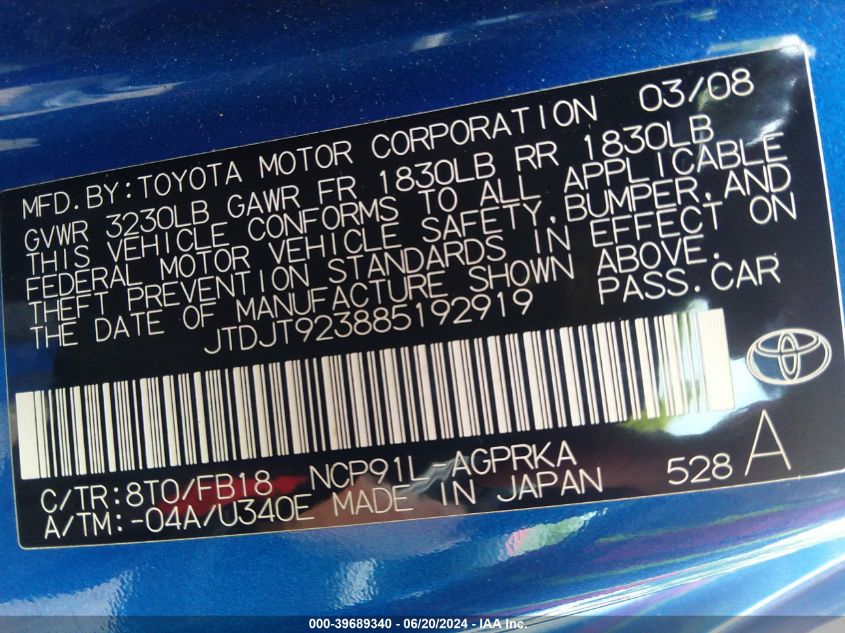 MFD.BY:TOYOTA MOTOR CORPORATION 03/08
GVWR 3230LB GAWR FR 1830LB RR 1830LB
THIS VEHICLE CONFORMS TO ALL APPLICABLE
FEDERAL MOTOR VEHICLE SAFETY,BUMPER,AND
THEFT PREVENTION STANDARDS IN EFFECT ON
THE DATE OF MANUFACTURE SHOWN ABOVE.
JTDJT923885192919 PASS.CAR
C/TR:8T0/FB18 NCP91L-AGPRKA 528 A
A/TM:-04A/U340E MADE IN JAPAN
000-39689340 - 06/20/2024 - IAA Inc.